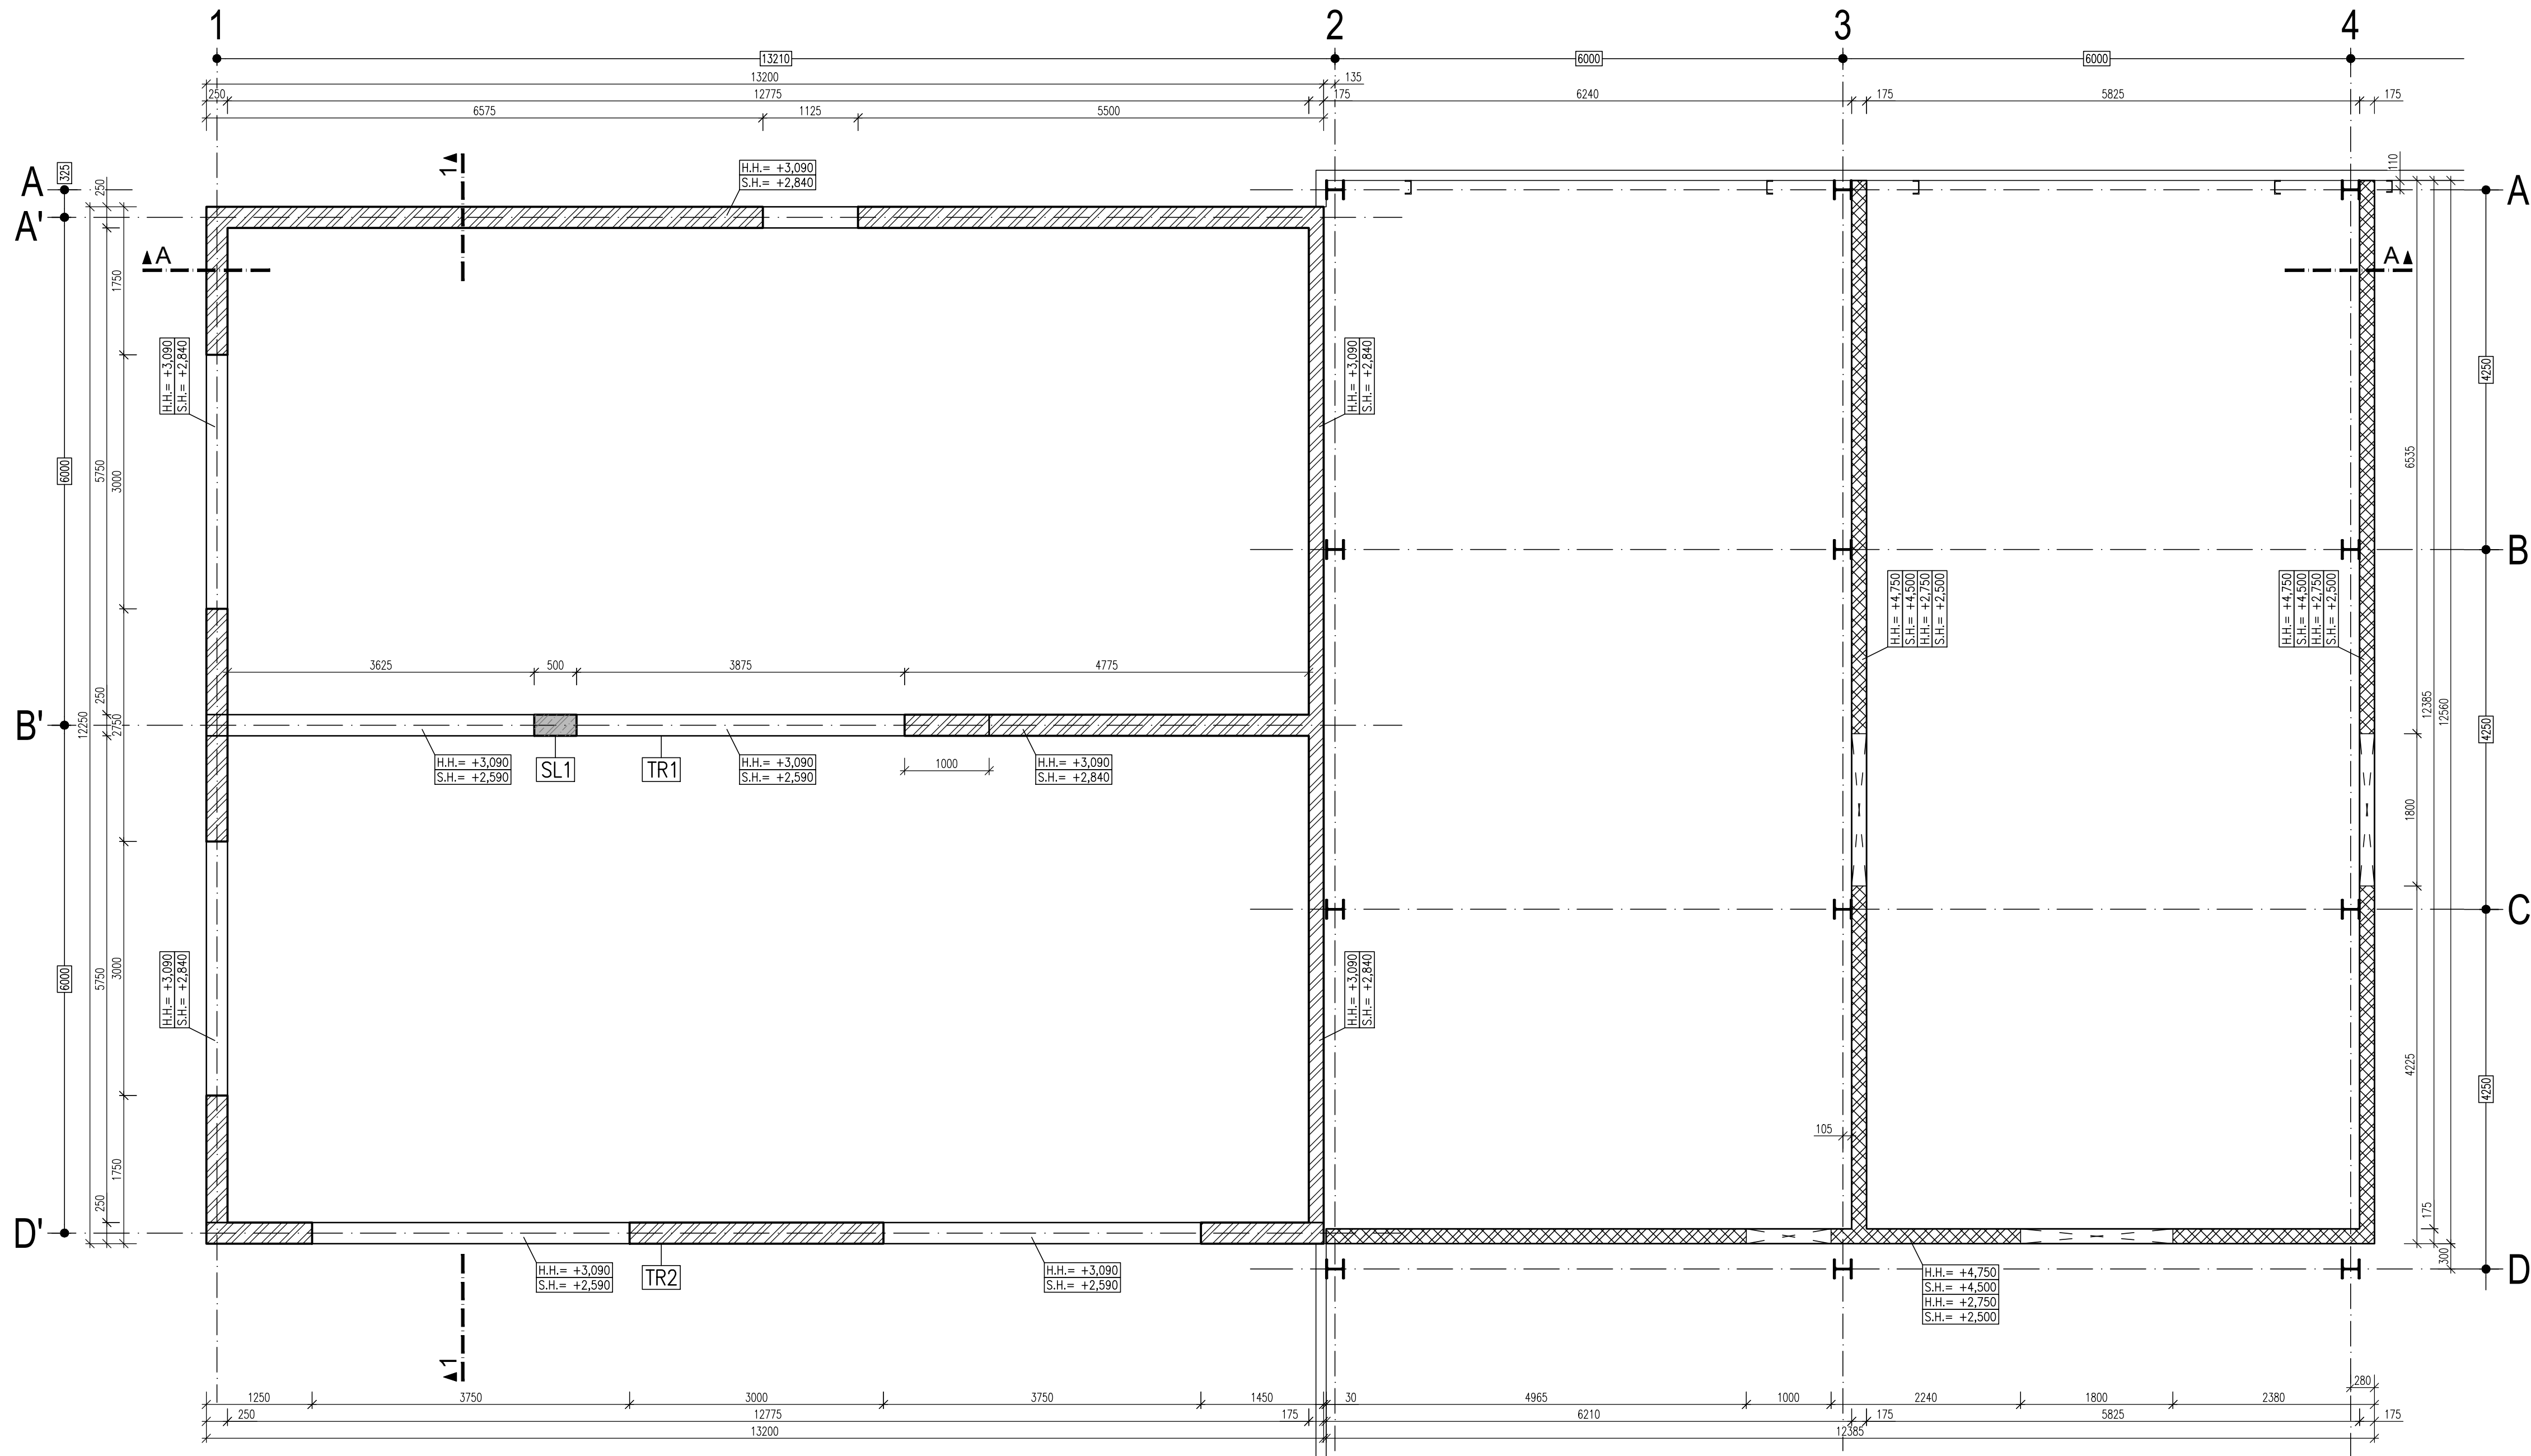 1 2 3 4
13210 6000 6000
13200 135
250 12775 175 6240 175 5825 175
6575 1125 5500
A 325 250 1 H.H.= +3,090 110 A
S.H.= +2,840
A'
A A
1750
H.H.= +3,090
S.H.= +2,840
H.H.= +3,090
S.H.= +2,840
4250
6000 5750 3000
6535
B
H.H.= +4,750
S.H.= +4,500
H.H.= +2,750
S.H.= +2,500
H.H.= +4,750
S.H.= +4,500
H.H.= +2,750
S.H.= +2,500
3625 500 3875 4775
B' 12250 250 2750
12385 12560
4250
H.H.= +3,090
S.H.= +2,590
SL1
TR1
H.H.= +3,090
S.H.= +2,590
1000
H.H.= +3,090
S.H.= +2,840
1800
C
H.H.= +3,090
S.H.= +2,840
H.H.= +3,090
S.H.= +2,840
6000 5750 3000
4225
4250
105
1750
250
175
D'
300
D
H.H.= +3,090
S.H.= +2,590
TR2
H.H.= +3,090
S.H.= +2,590
H.H.= +4,750
S.H.= +4,500
H.H.= +2,750
S.H.= +2,500
1
280
1250 3750 3000 3750 1450 30 4965 1000 2240 1800 2380
250 12775 175 6210 175 5825 175
13200 12385